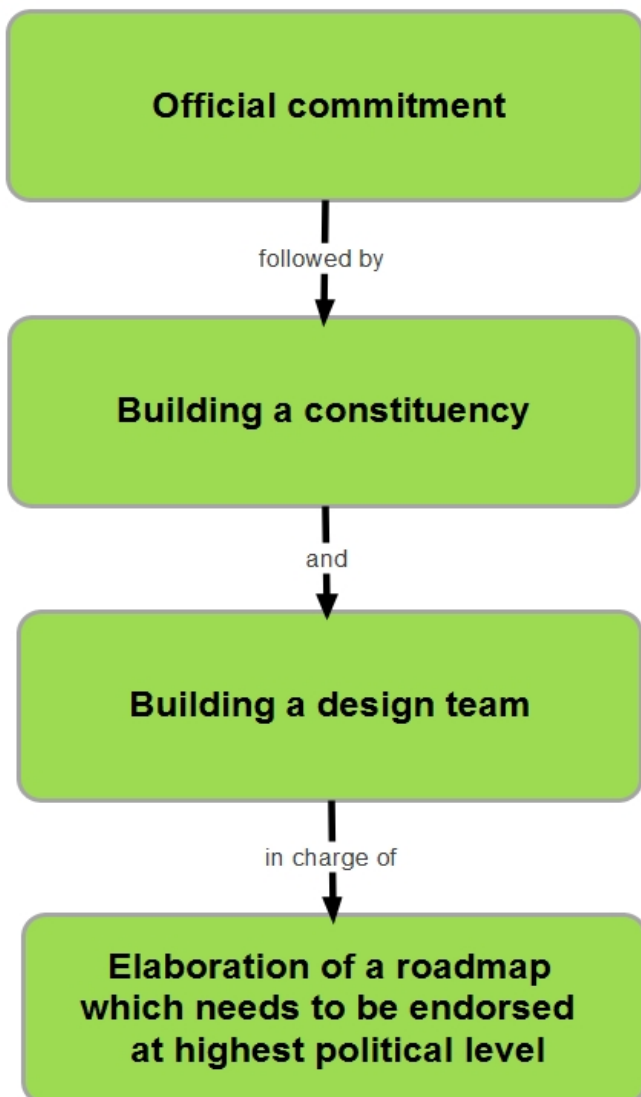 Official commitment
followed by
Building a constituency
and
Building a design team
in charge of
Elaboration of a roadmap
which needs to be endorsed
at highest political level